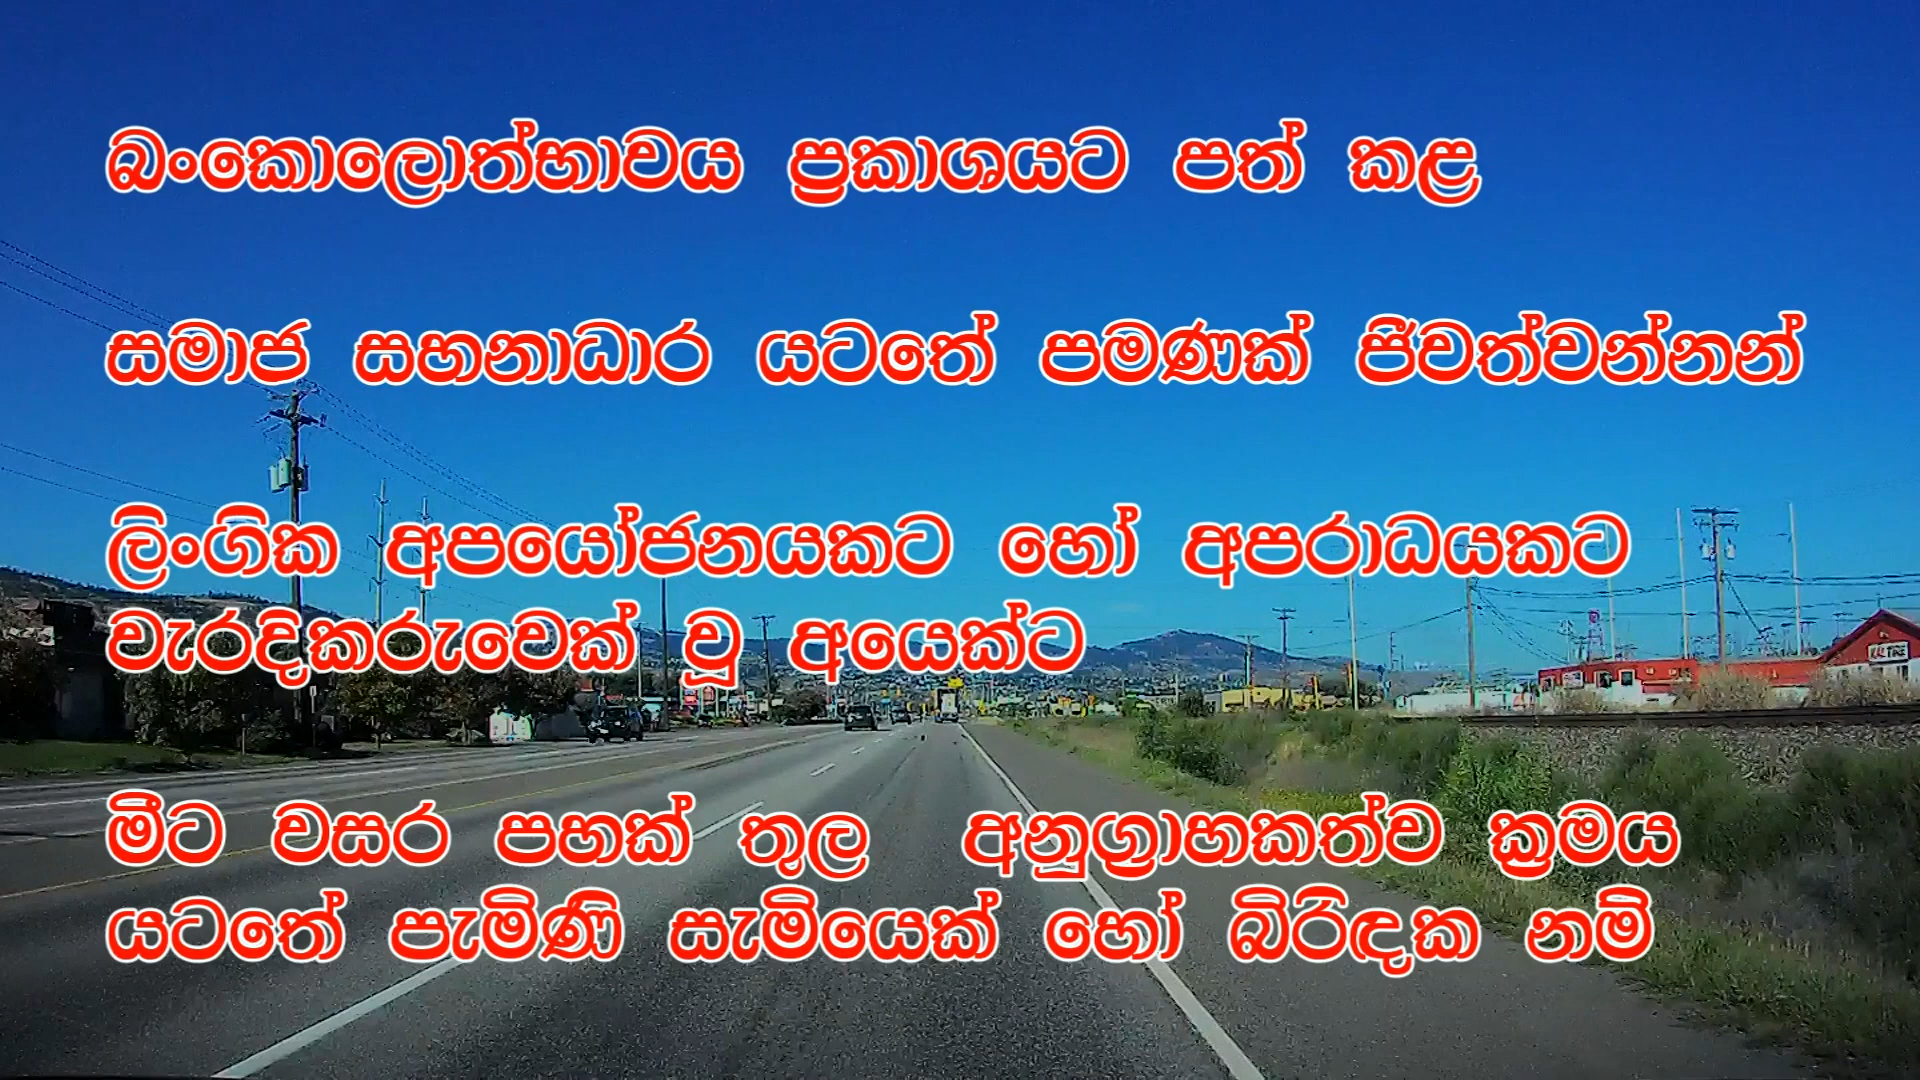 බංකොලොත්භාවය ප්‍රකාශයට පත් කළ
සමාජ සහනාධාර යටතේ පමණක් ජීවත්වන්නන්
ලිංගික අපයෝජනයකට හෝ අපරාධයකට
වැරදිකරුවෙක් වූ අයෙක්ට
මීට වසර පහක් තුල අනුග්‍රාහකත්ව ක්‍රමය
යටතේ පැමිණි සැමියෙක් හෝ බිරිඳක නම්